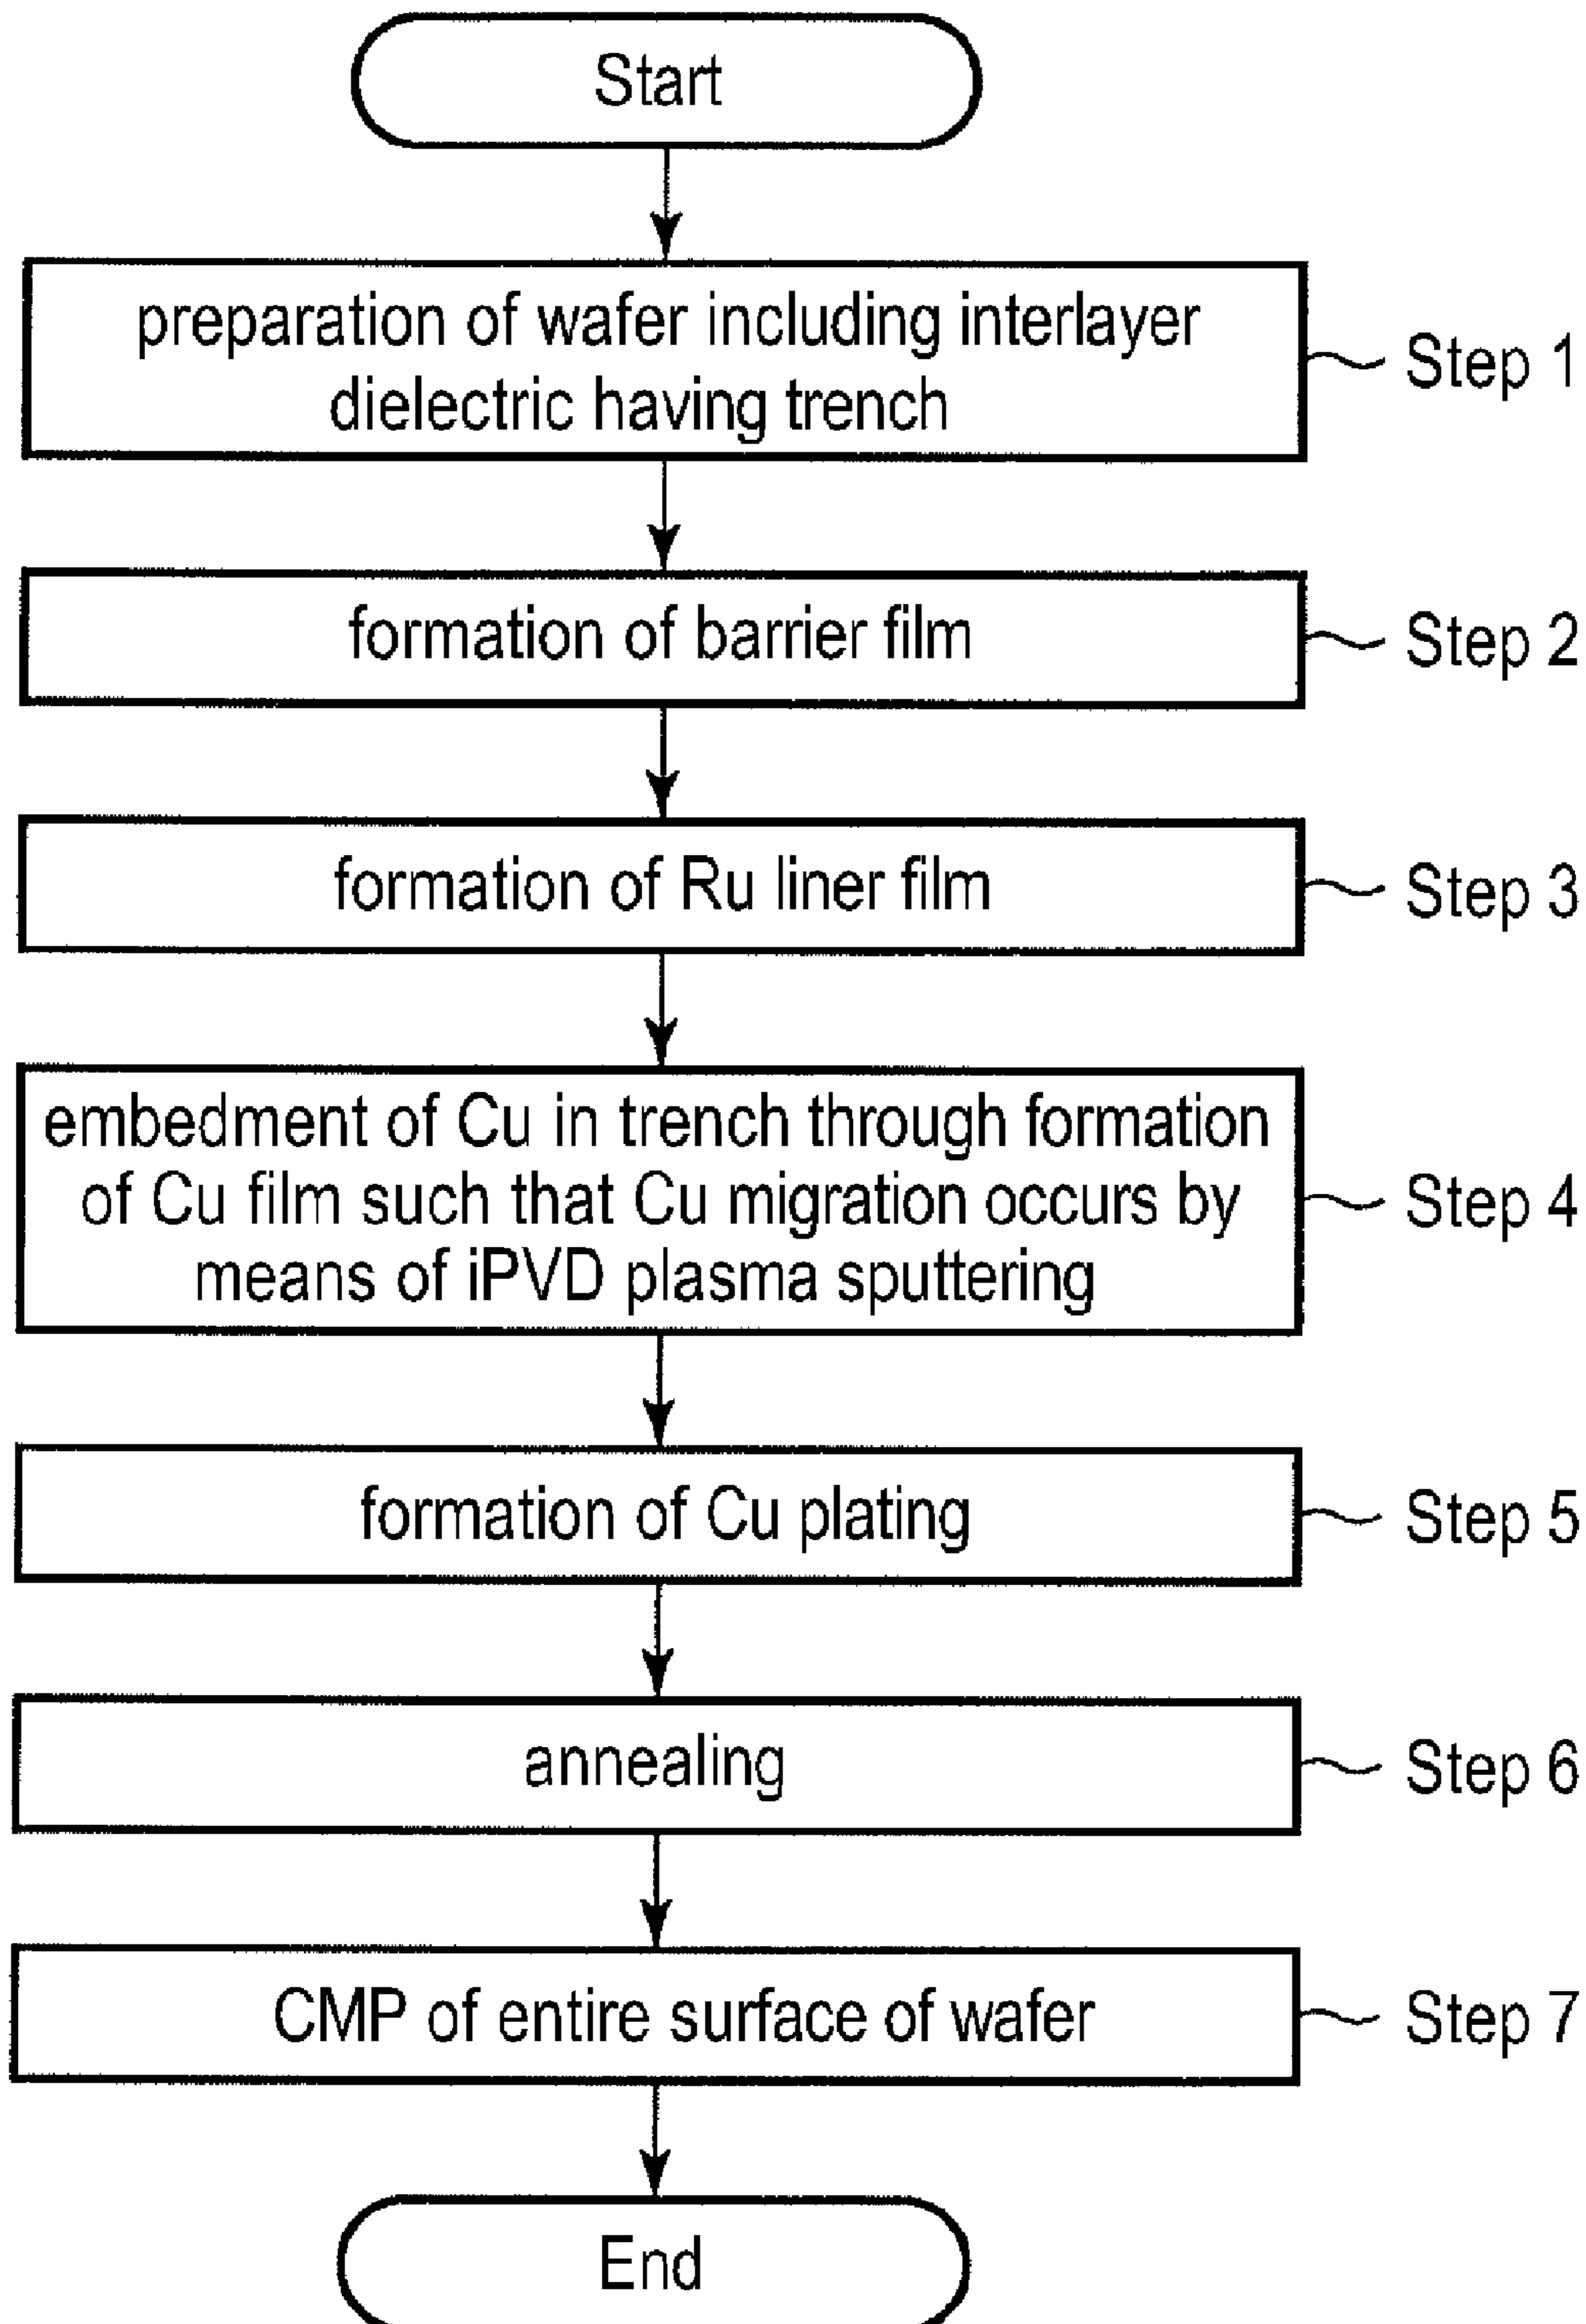 Start
preparation of wafer including interlayer
dielectric having trench
Step 1
formation of barrier film
Step 2
formation of Ru liner film
Step 3
embedment of Cu in trench through formation
of Cu film such that Cu migration occurs by
means of iPVD plasma sputtering
Step 4
formation of Cu plating
Step 5
annealing
Step 6
CMP of entire surface of wafer
Step 7
End